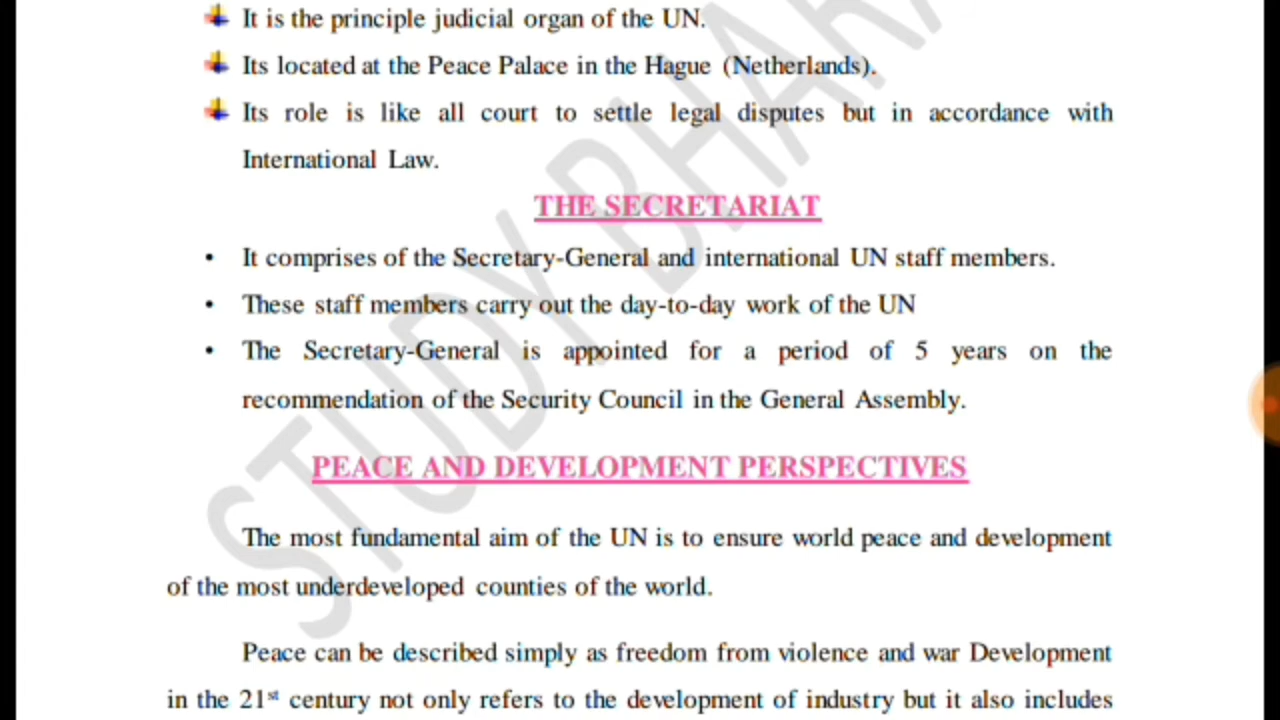 It is the principle judicial organ of the UN.
Its located at the Peace Palace in the Hague (Netherlands).
Its role is like all court to settle legal disputes but in accordance with
International Law.
THE SECRETARIAT
• It comprises of the Secretary-General and international UN staff members.
• These staff members carry out the day-to-day work of the UN
• The Secretary-General is appointed for a period of 5 years on the
recommendation of the Security Council in the General Assembly.
PEACE AND DEVELOPMENT PERSPECTIVES
The most fundamental aim of the UN is to ensure world peace and development
of the most underdeveloped counties of the world.
Peace can be described simply as freedom from violence and war Development
in the 21st century not only refers to the development of industry but it also includes
STUDY BHARA